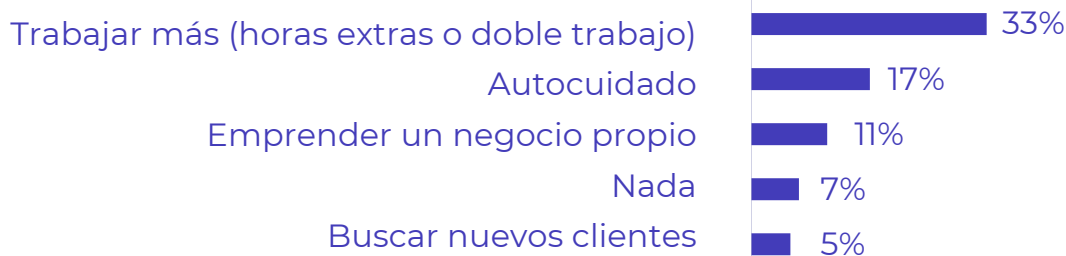 Trabajar más (horas extras o doble trabajo) 33%
Autocuidado 17%
Emprender un negocio propio 11%
Nada 7%
Buscar nuevos clientes 5%